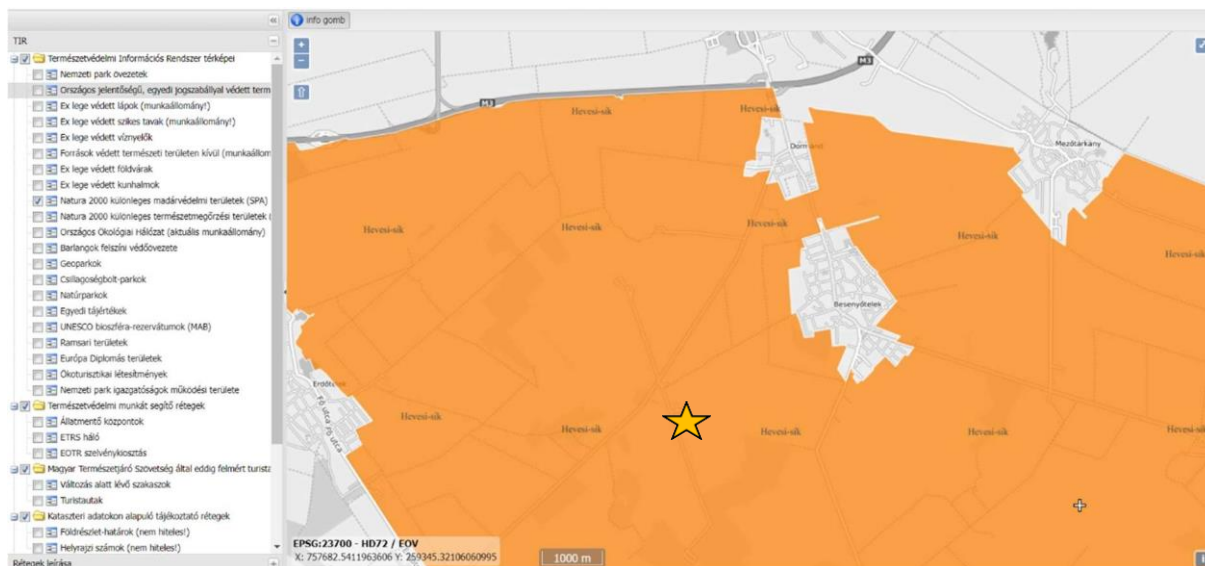 info gomb
TIR
Természetvédelmi Információs Rendszer térképei
Nemzeti park övezetek
Országos jelentőségű, egyedi jogszabállyal védett term
Ex lege védett lápok (munkaállomány!)
Ex lege védett szikes tavak (munkaállomány!)
Ex lege védett víznyelők
Források védett természeti területen kívül (munkaállom
Ex lege védett földvárak
Ex lege védett kunhalmok
Natura 2000 különleges madárvédelmi területek (SPA)
Natura 2000 különleges természetmegőrzési területek (
Országos Ökológiai Hálózat (aktuális munkaállomány)
Barlangok felszíni védőövezete
Geoparkok
Csillagoségbolt-parkok
Natúrparkok
Egyedi tájértékek
UNESCO bioszféra-rezervátumok (MAB)
Ramsari területek
Európa Diplomás területek
Ökoturisztikai létesítmények
Nemzeti park igazgatóságok működési területe
Természetvédelmi munkát segítő rétegek
Állatmentő központok
ETRS háló
EOTR szelvénykiosztás
Magyar Természetjáró Szövetség által eddig felmért turista
Változás alatt lévő szakaszok
Turistautak
Kataszteri adatokon alapuló tájékoztató rétegek
Földrészlet-határok (nem hiteles!)
Helyrajzi számok (nem hiteles!)
Rétegek leírása
M3
M3
Hevesi-sík
Hevesi-sík
Mezőtárkány
Hevesi-sík
Hevesi-sík
Hevesi-sík
Hevesi-sík
Hevesi-sík
Besenyőtelek
Erdőtelek
Fő utca
Fő utca
Hevesi-sík
Hevesi-sík
Hevesi-sík
Hevesi-sík
Hevesi-sík
EPSG:23700 - HD72 / EOV
X: 757682.5411963606 Y: 259345.32106060995
1000 m